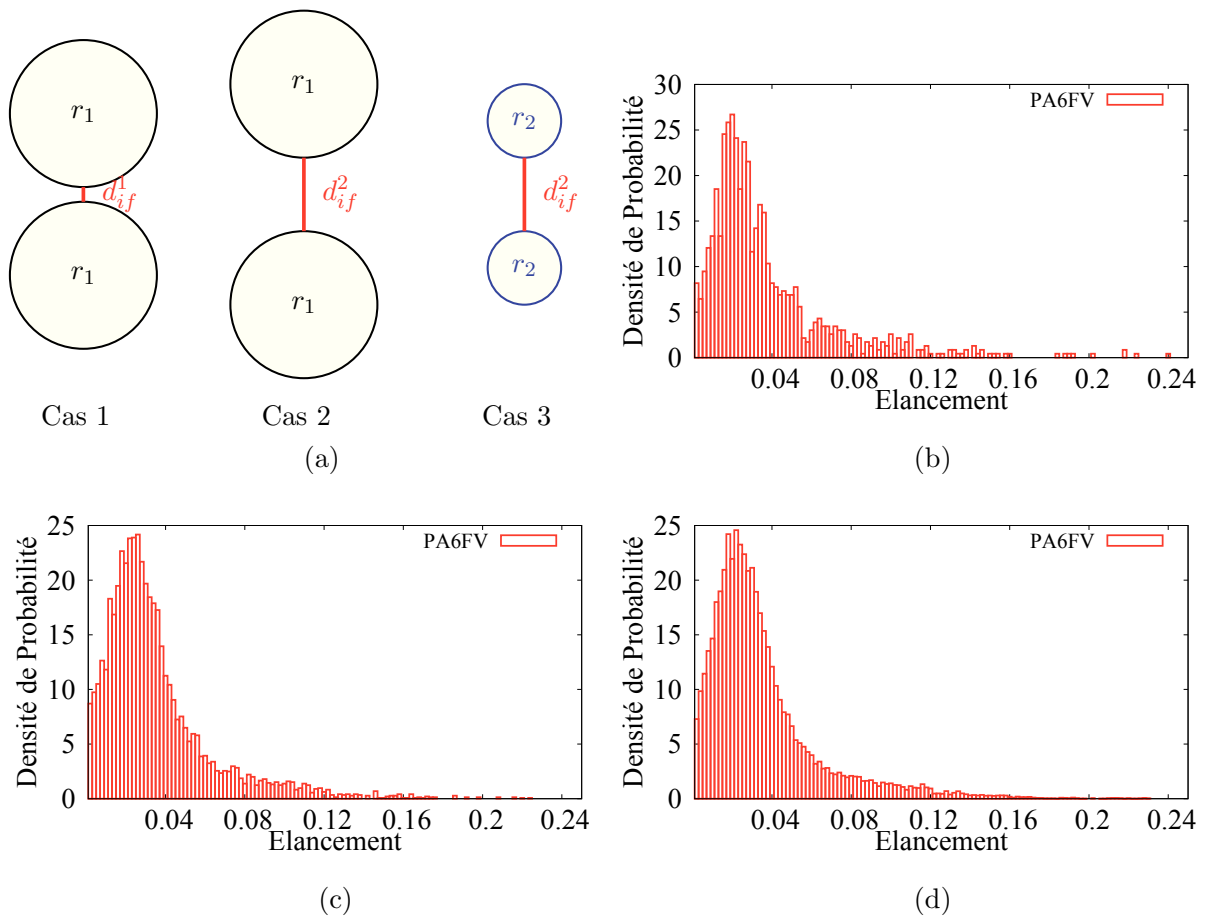 r1
d^1_if
r1
Cas 1
r1
d^2_if
r1
Cas 2
r2
d^2_if
r2
Cas 3
(a)
Densité de Probabilité
30
25
20
15
10
5
0
PA6FV
0.04 0.08 0.12 0.16 0.2 0.24
Elancement
(b)
Densité de Probabilité
25
20
15
10
5
0
PA6FV
0.04 0.08 0.12 0.16 0.2 0.24
Elancement
(c)
Densité de Probabilité
25
20
15
10
5
0
PA6FV
0.04 0.08 0.12 0.16 0.2 0.24
Elancement
(d)